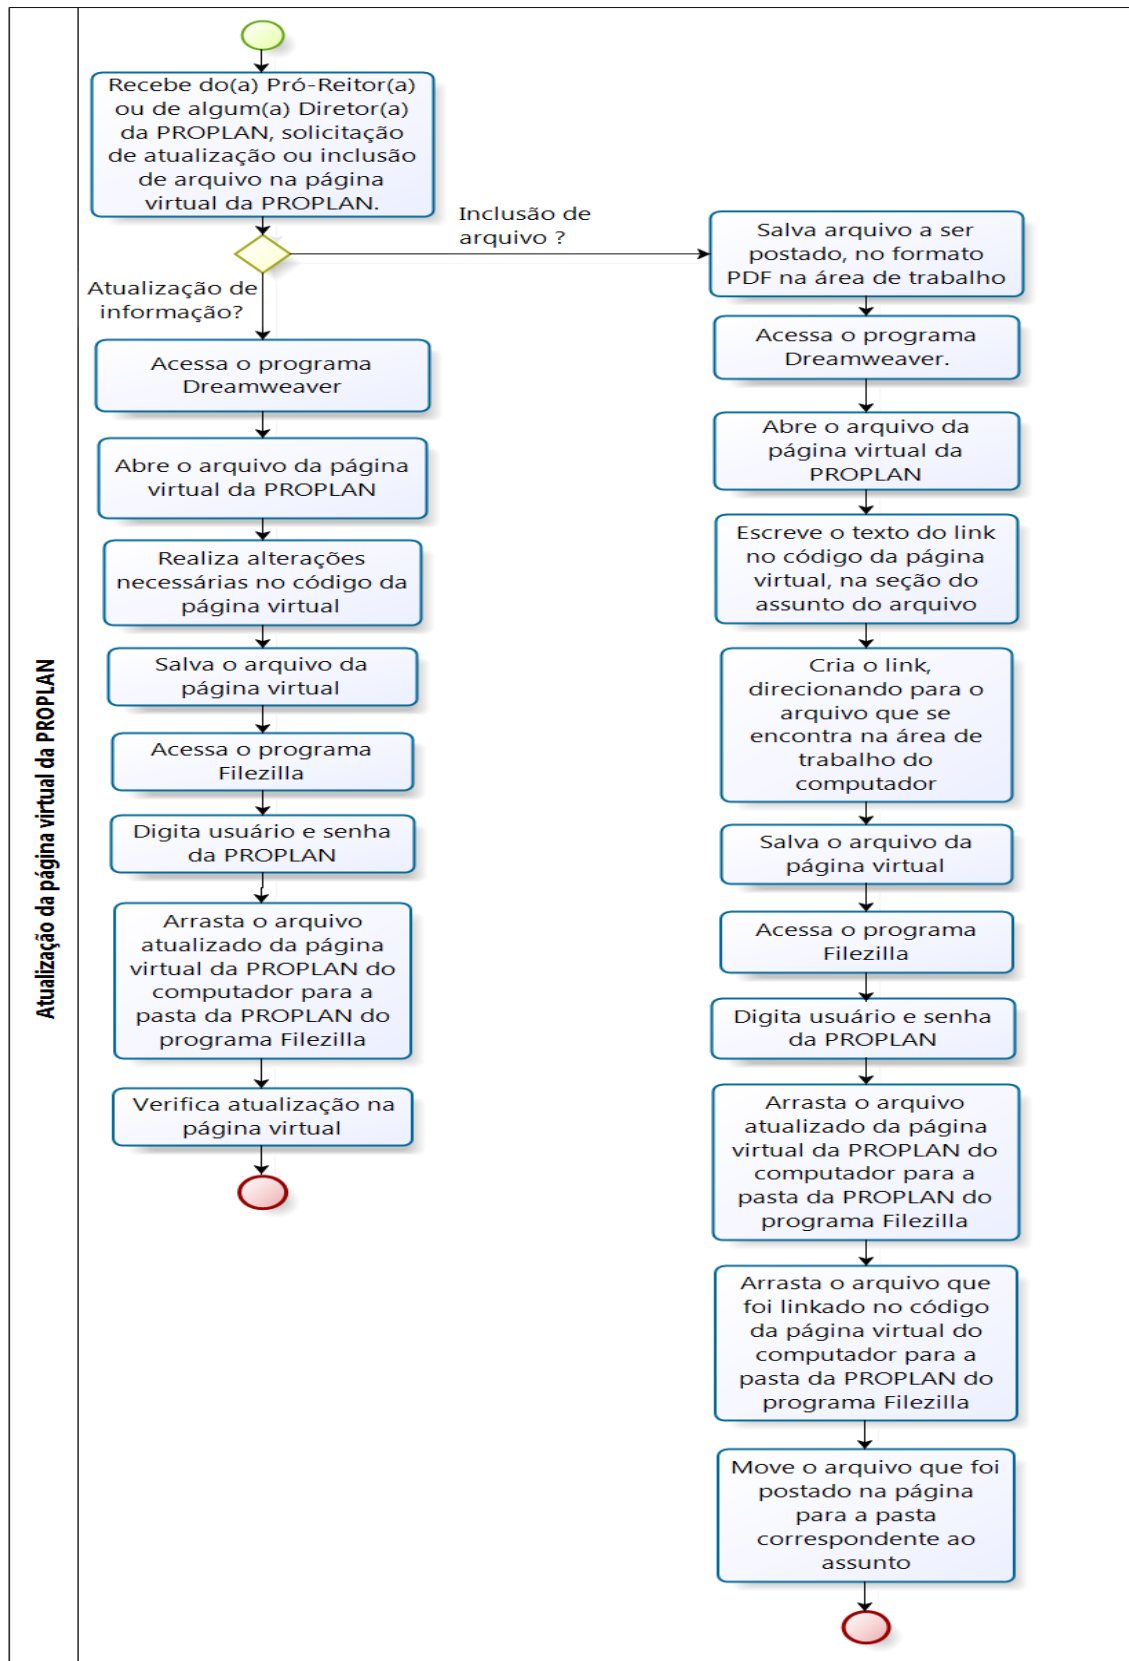 Atualização da página virtual da PROPLAN
Recebe do(a) Pró-Reitor(a)
ou de algum(a) Diretor(a)
da PROPLAN, solicitação
de atualização ou inclusão
de arquivo na página
virtual da PROPLAN.
Inclusão de
arquivo ?
Atualização de
informação?
Acessa o programa
Dreamweaver
Abre o arquivo da página
virtual da PROPLAN
Realiza alterações
necessárias no código da
página virtual
Salva o arquivo da
página virtual
Acessa o programa
Filezilla
Digita usuário e senha
da PROPLAN
Arrasta o arquivo
atualizado da página
virtual da PROPLAN do
computador para a
pasta da PROPLAN do
programa Filezilla
Verifica atualização na
página virtual
Salva arquivo a ser
postado, no formato
PDF na área de trabalho
Acessa o programa
Dreamweaver.
Abre o arquivo da
página virtual da
PROPLAN
Escreve o texto do link
no código da página
virtual, na seção do
assunto do arquivo
Cria o link,
direcionando para o
arquivo que se
encontra na área de
trabalho do
computador
Salva o arquivo da
página virtual
Acessa o programa
Filezilla
Digita usuário e senha
da PROPLAN
Arrasta o arquivo
atualizado da página
virtual da PROPLAN do
computador para a
pasta da PROPLAN do
programa Filezilla
Arrasta o arquivo que
foi linkado no código
da página virtual do
computador para a
pasta da PROPLAN do
programa Filezilla
Move o arquivo que foi
postado na página
para a pasta
correspondente ao
assunto